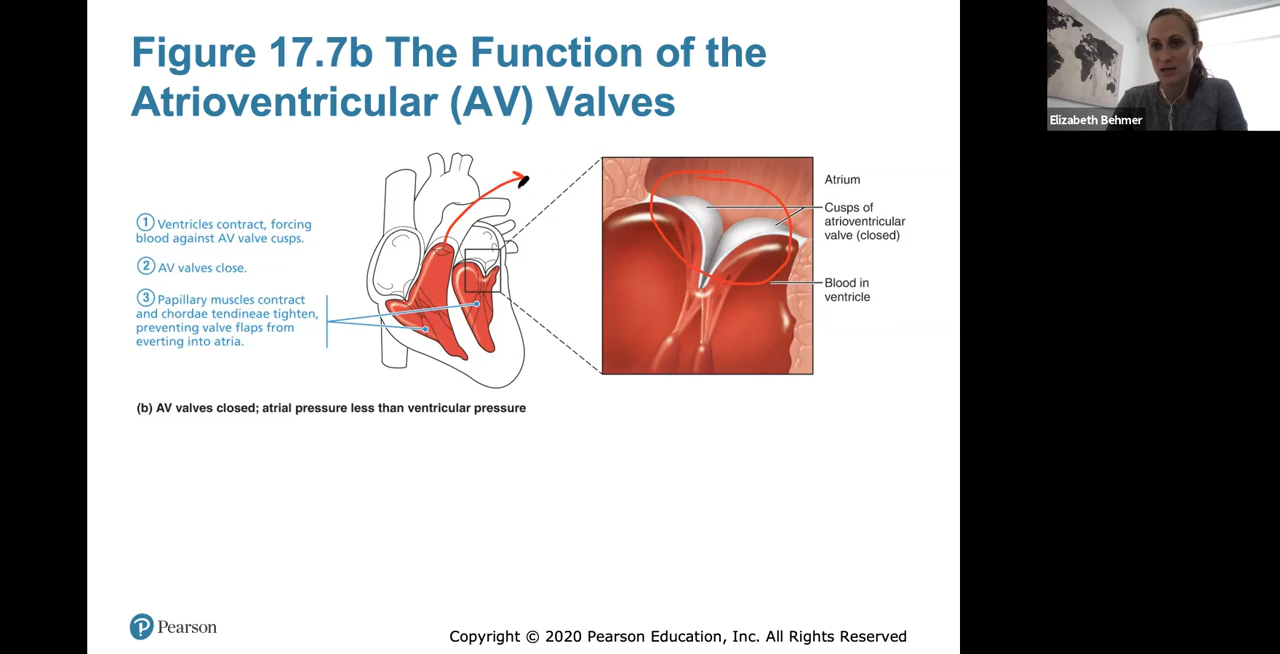 Figure 17.7b The Function of the
Atrioventricular (AV) Valves
Elizabeth Behmer
1 Ventricles contract, forcing
blood against AV valve cusps.
2 AV valves close.
3 Papillary muscles contract
and chordae tendineae tighten,
preventing valve flaps from
everting into atria.
Atrium
Cusps of
atrioventricular
valve (closed)
Blood in
ventricle
(b) AV valves closed; atrial pressure less than ventricular pressure
P Pearson
Copyright © 2020 Pearson Education, Inc. All Rights Reserved